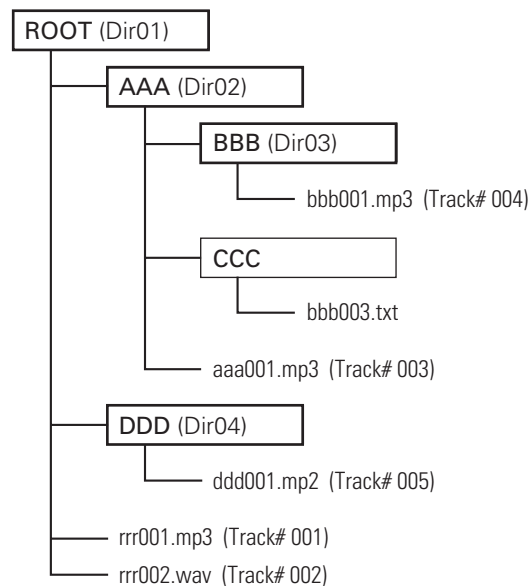 ROOT (Dir01)
AAA (Dir02)
BBB (Dir03)
bbb001.mp3 (Track# 004)
CCC
bbb003.txt
aaa001.mp3 (Track# 003)
DDD (Dir04)
ddd001.mp2 (Track# 005)
rrr001.mp3 (Track# 001)
rrr002.wav (Track# 002)